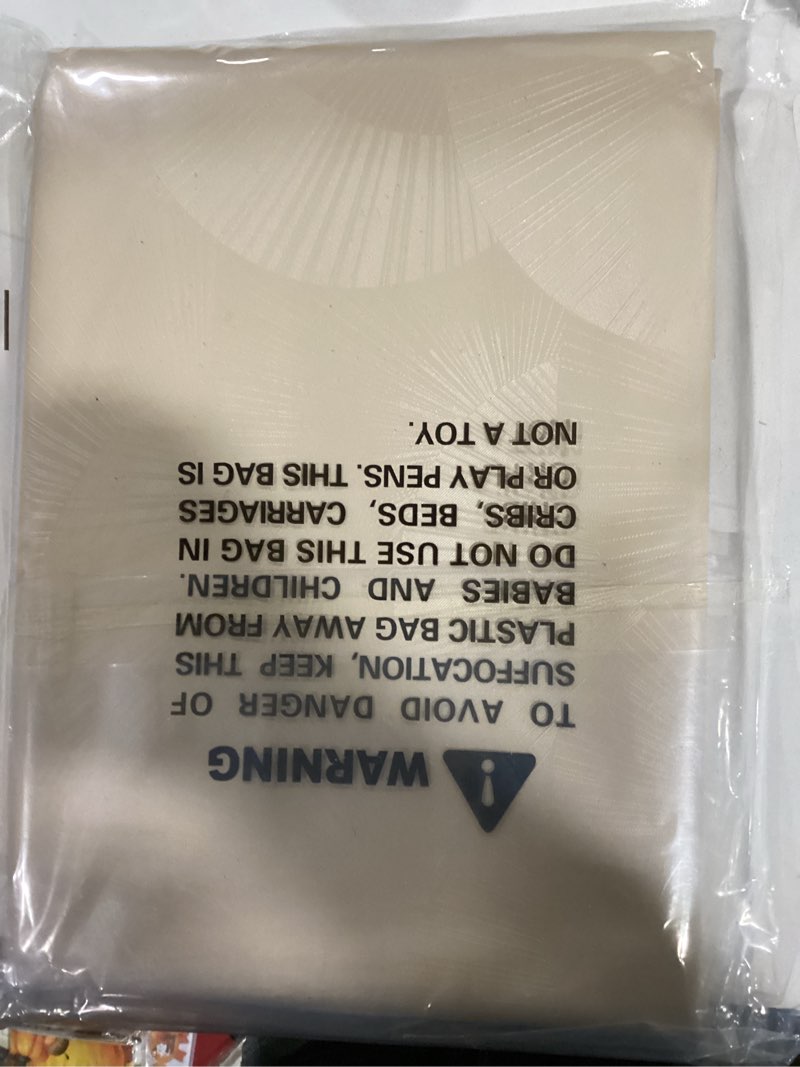 WARNING
TO AVOID DANGER OF
SUFFOCATION, KEEP THIS
PLASTIC BAG AWAY FROM
BABIES AND CHILDREN.
DO NOT USE THIS BAG IN
CRIBS, BEDS, CARRIAGES
OR PLAY PENS. THIS BAG IS
NOT A TOY.